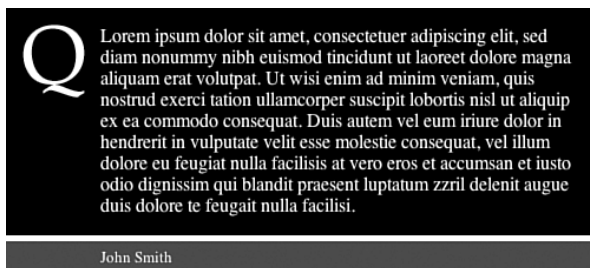 Q
Lorem ipsum dolor sit amet, consectetuer adipiscing elit, sed
diam nonummy nibh euismod tincidunt ut laoreet dolore magna
aliquam erat volutpat. Ut wisi enim ad minim veniam, quis
nostrud exerci tation ullamcorper suscipit lobortis nisl ut aliquip
ex ea commodo consequat. Duis autem vel eum iriure dolor in
hendrerit in vulputate velit esse molestie consequat, vel illum
dolore eu feugiat nulla facilisis at vero eros et accumsan et iusto
odio dignissim qui blandit praesent luptatum zzril delenit augue
duis dolore te feugait nulla facilisi.
John Smith